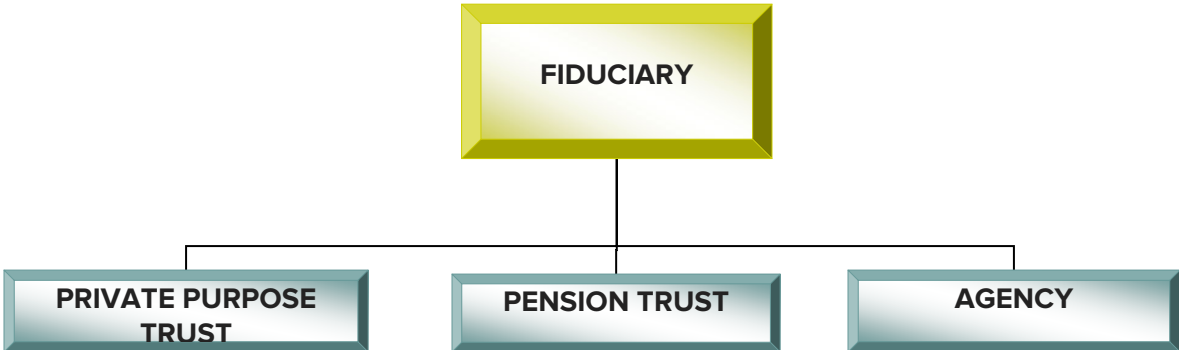 FIDUCIARY
PRIVATE PURPOSE
TRUST
PENSION TRUST
AGENCY